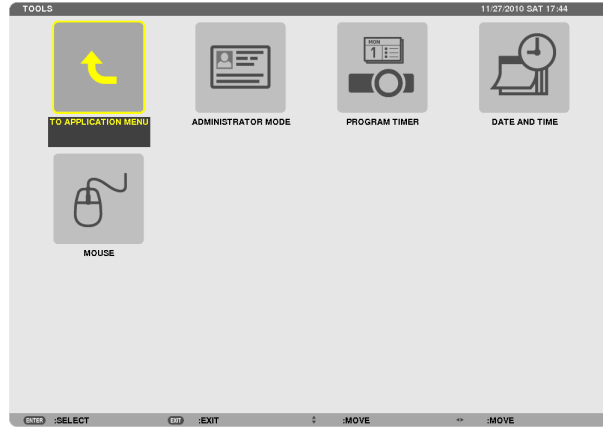 TOOLS 11/27/2010 SAT 17:44
MON
1
TO APPLICATION MENU ADMINISTRATOR MODE PROGRAM TIMER DATE AND TIME
MOUSE
ENTER :SELECT EXIT :EXIT :MOVE :MOVE